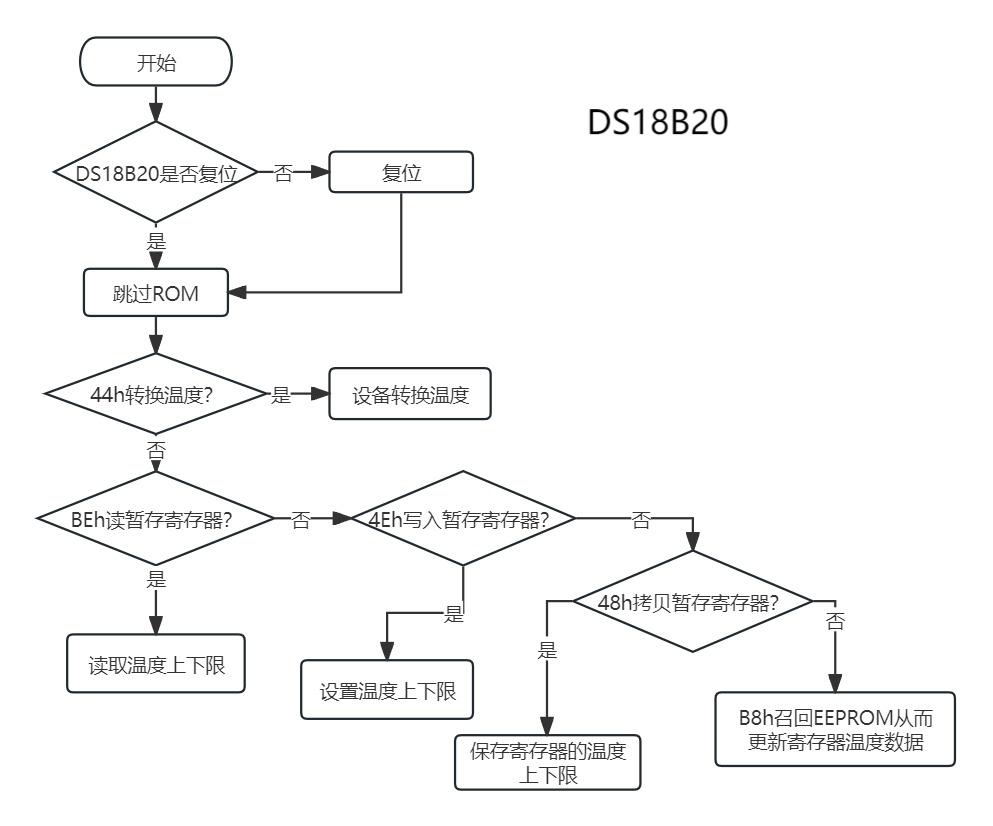 开始
DS18B20
DS18B20是否复位
否
复位
是
跳过ROM
44h转换温度?
是
设备转换温度
否
BEh读暂存寄存器?
否
4Eh写入暂存寄存器?
否
是
读取温度上下限
是
设置温度上下限
48h拷贝暂存寄存器?
是
否
保存寄存器的温度
上下限
B8h召回EEPROM从而
更新寄存器温度数据